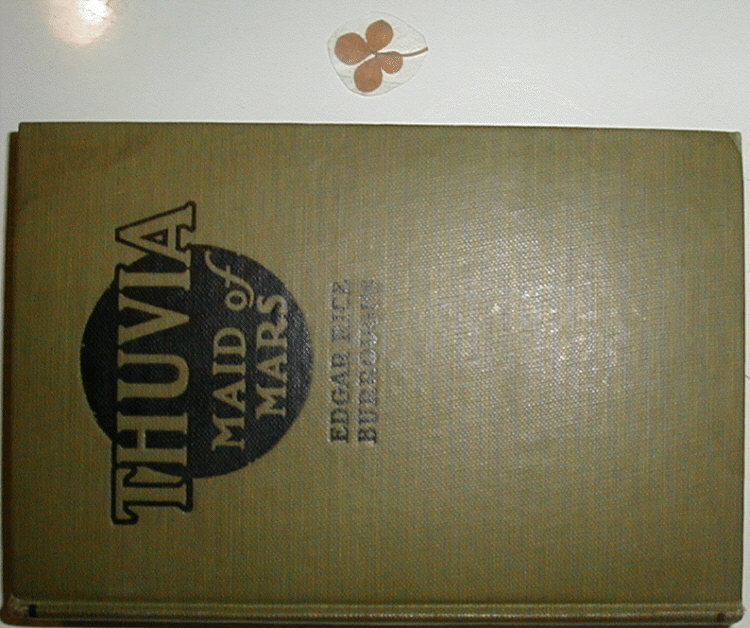 THUVIA
MAID of
MARS
EDGAR RICE
BURROUGHS